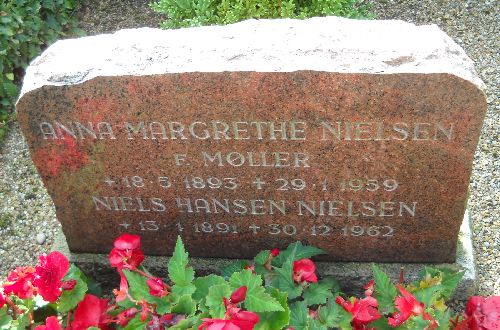 ANNA MARGRETHE NIELSEN
F. MØLLER
+ 18·5 1893 + 29·1 1959
NIELS HANSEN NIELSEN
+ 13·1 1891 + 30·12 1962